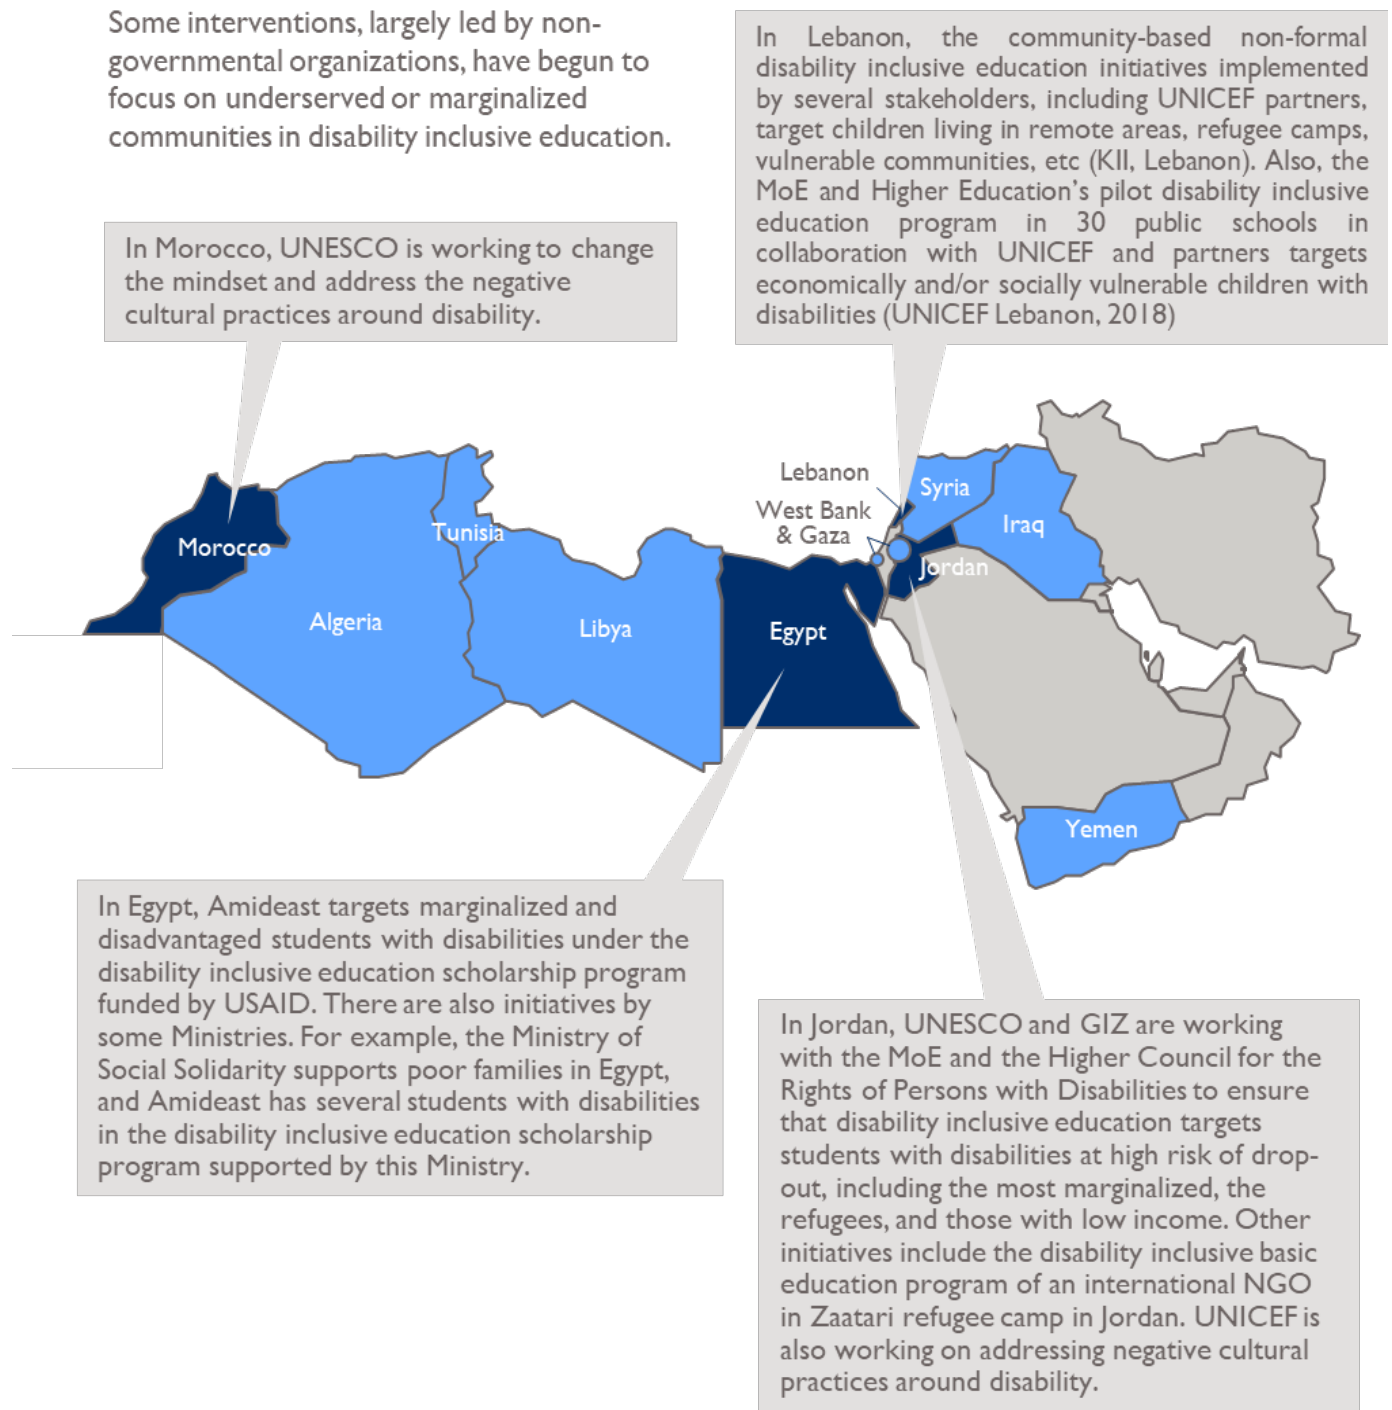 Some interventions, largely led by non-
governmental organizations, have begun to
focus on underserved or marginalized
communities in disability inclusive education.
In Lebanon, the community-based non-formal
disability inclusive education initiatives implemented
by several stakeholders, including UNICEF partners,
target children living in remote areas, refugee camps,
vulnerable communities, etc (KII, Lebanon). Also, the
MoE and Higher Education's pilot disability inclusive
education program in 30 public schools in
collaboration with UNICEF and partners targets
economically and/or socially vulnerable children with
disabilities (UNICEF Lebanon, 2018)
In Morocco, UNESCO is working to change
the mindset and address the negative
cultural practices around disability.
Lebanon
Syria
West Bank
& Gaza
Iraq
Tunisia
Morocco
Jordan
Algeria
Libya
Egypt
Yemen
In Egypt, Amideast targets marginalized and
disadvantaged students with disabilities under the
disability inclusive education scholarship program
funded by USAID. There are also initiatives by
some Ministries. For example, the Ministry of
Social Solidarity supports poor families in Egypt,
and Amideast has several students with disabilities
in the disability inclusive education scholarship
program supported by this Ministry.
In Jordan, UNESCO and GIZ are working
with the MoE and the Higher Council for the
Rights of Persons with Disabilities to ensure
that disability inclusive education targets
students with disabilities at high risk of drop-
out, including the most marginalized, the
refugees, and those with low income. Other
initiatives include the disability inclusive basic
education program of an international NGO
in Zaatari refugee camp in Jordan. UNICEF is
also working on addressing negative cultural
practices around disability.